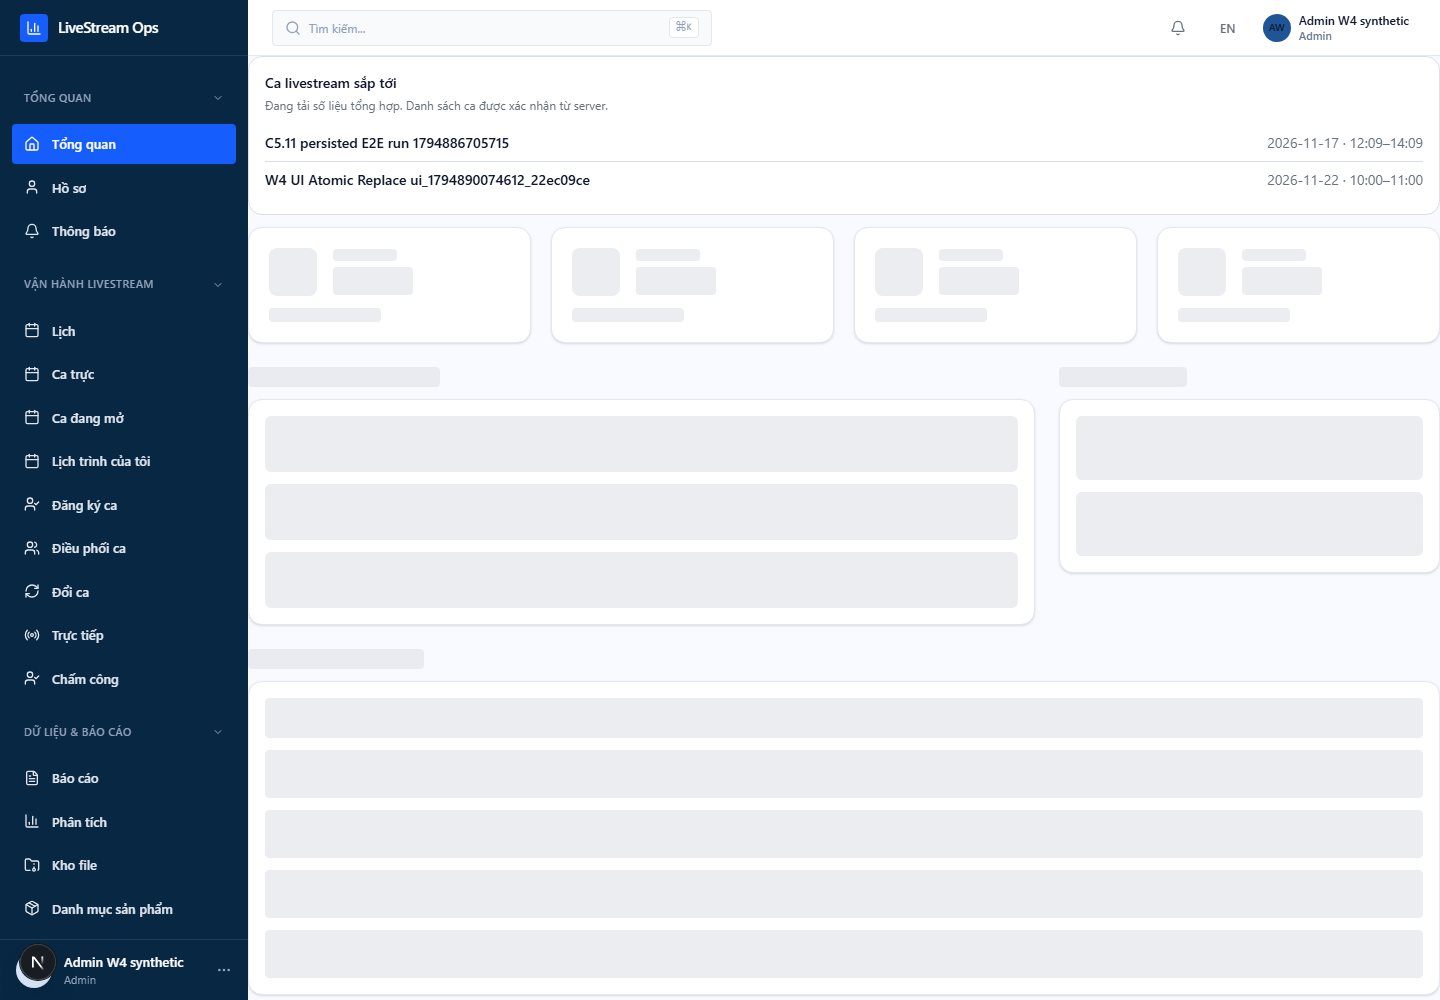 LiveStream Ops
TỔNG QUAN
Tổng quan
Hồ sơ
Thông báo
VẬN HÀNH LIVESTREAM
Lịch
Ca trực
Ca đang mở
Lịch trình của tôi
Đăng ký ca
Điều phối ca
Đổi ca
Trực tiếp
Chấm công
DỮ LIỆU & BÁO CÁO
Báo cáo
Phân tích
Kho file
Danh mục sản phẩm
N
Admin W4 synthetic
Admin
Tìm kiếm...
⌘K
EN
AW
Admin W4 synthetic
Admin
Ca livestream sắp tới
Đang tải số liệu tổng hợp. Danh sách ca được xác nhận từ server.
C5.11 persisted E2E run 1794886705715
2026-11-17 · 12:09–14:09
W4 UI Atomic Replace ui_1794890074612_22ec09ce
2026-11-22 · 10:00–11:00